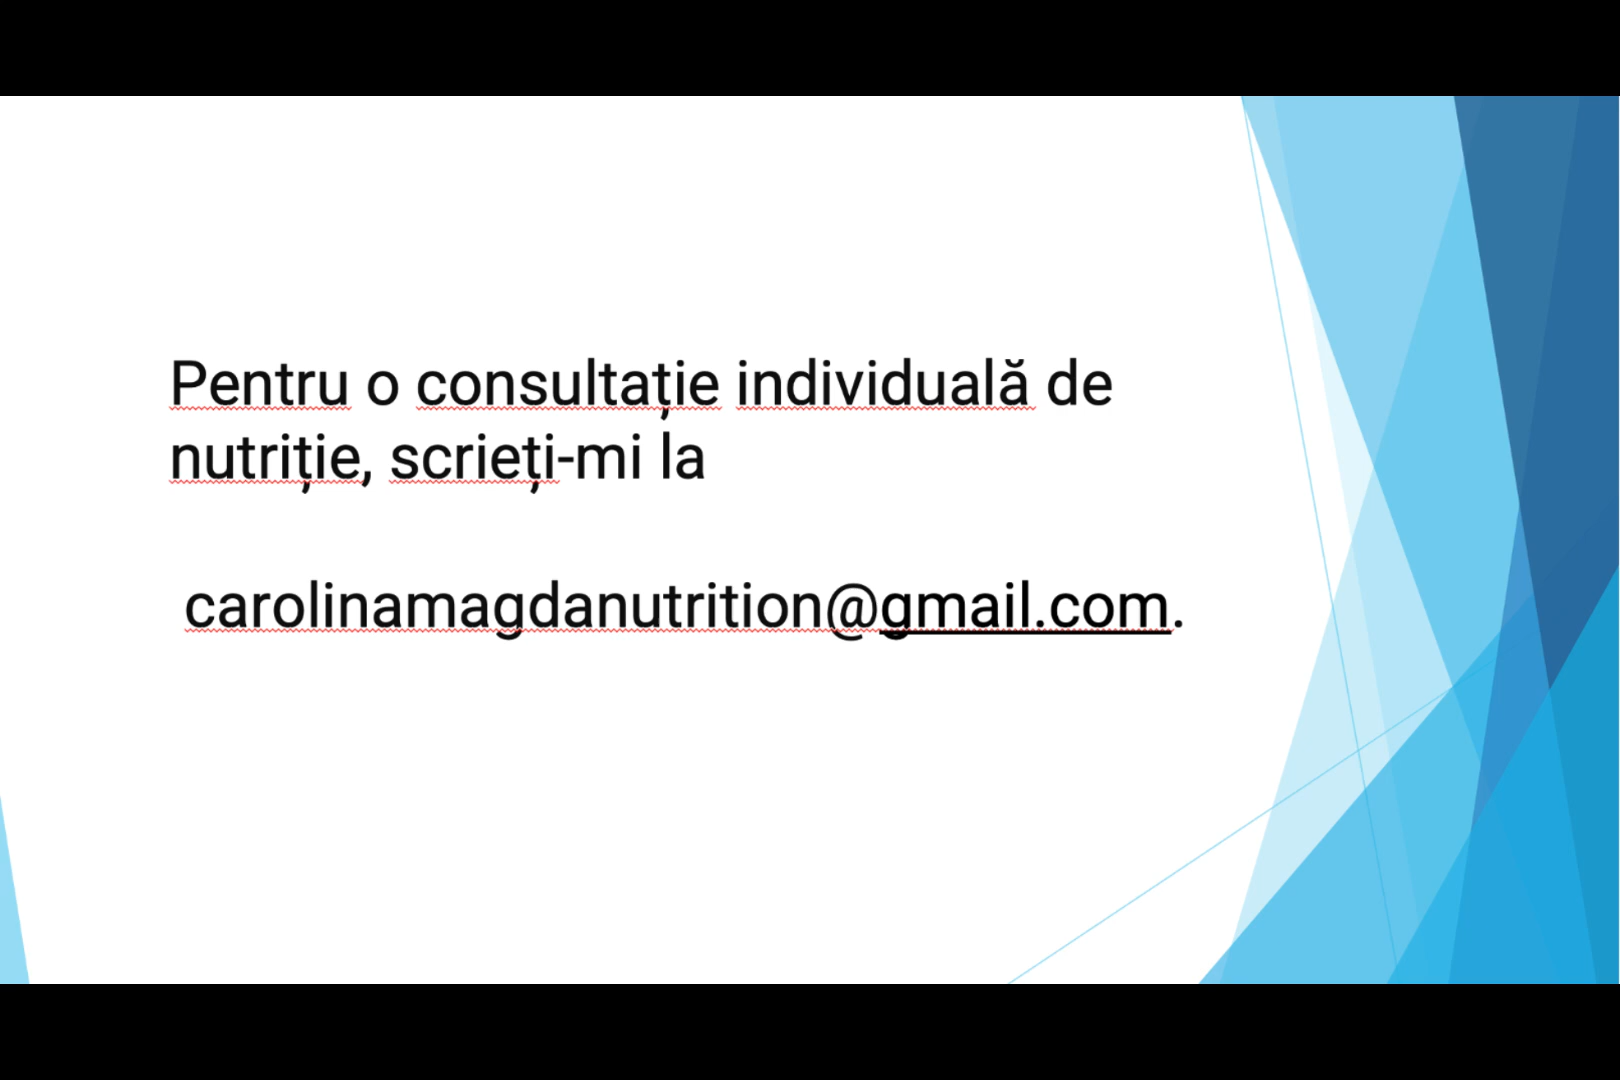 Pentru o consultație individuală de
nutriție, scrieți-mi la
carolinamagdanutrition@gmail.com.